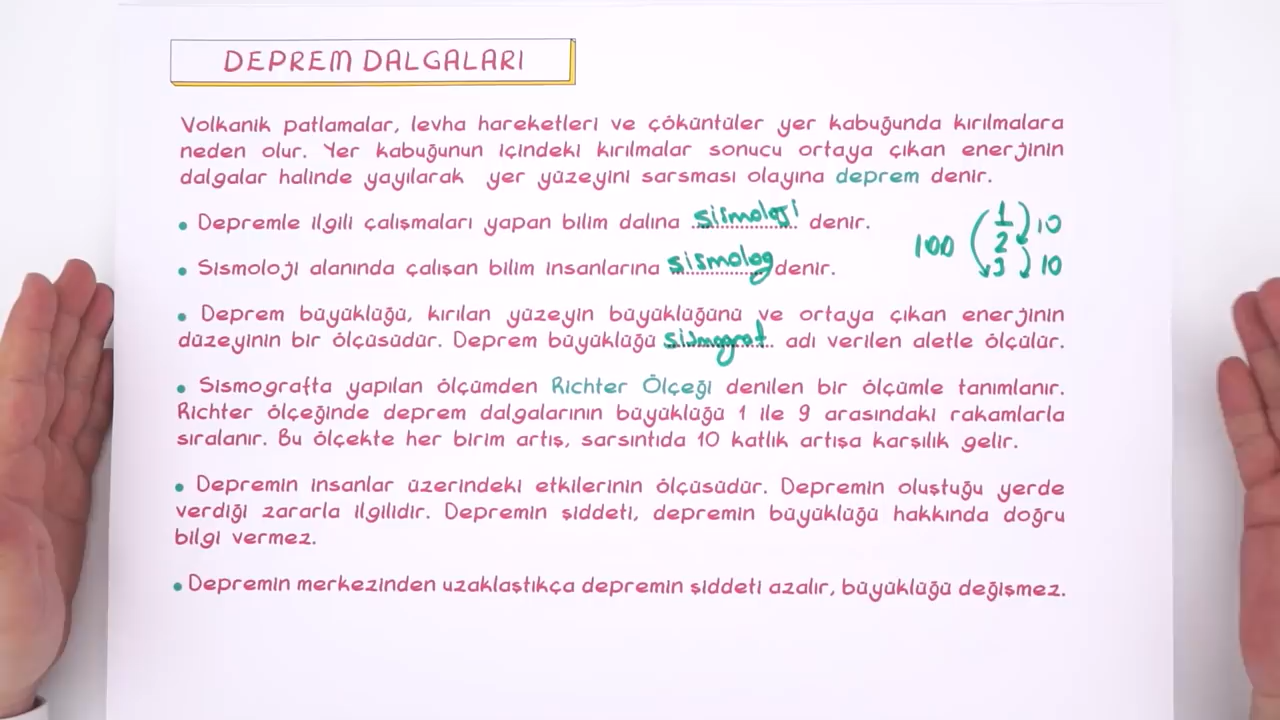 DEPREM DALGALARI
Volkanik patlamalar, levha hareketleri ve çöküntüler yer kabuğunda kırılmalara
neden olur. Yer kabuğunun içindeki kırılmalar sonucu ortaya çıkan enerjinin
dalgalar halinde yayılarak yer yüzeyini sarsması olayına deprem denir.
• Depremle ilgili çalışmaları yapan bilim dalına sismoloji denir.
• Sismoloji alanında çalışan bilim insanlarına sismolog denir.
100 ( 1 ) 10
2
3 ) 10
• Deprem büyüklüğü, kırılan yüzeyin büyüklüğünü ve ortaya çıkan enerjinin
düzeyinin bir ölçüsüdür. Deprem büyüklüğü sismograf adı verilen aletle ölçülür.
• Sismografta yapılan ölçümden Richter Ölçeği denilen bir ölçümle tanımlanır.
Richter ölçeğinde deprem dalgalarının büyüklüğü 1 ile 9 arasındaki rakamlarla
sıralanır. Bu ölçekte her birim artış, sarsıntıda 10 katlık artışa karşılık gelir.
• Depremin insanlar üzerindeki etkilerinin ölçüsüdür. Depremin oluştuğu yerde
verdiği zararla ilgilidir. Depremin şiddeti, depremin büyüklüğü hakkında doğru
bilgi vermez.
• Depremin merkezinden uzaklaştıkça depremin şiddeti azalır, büyüklüğü değişmez.